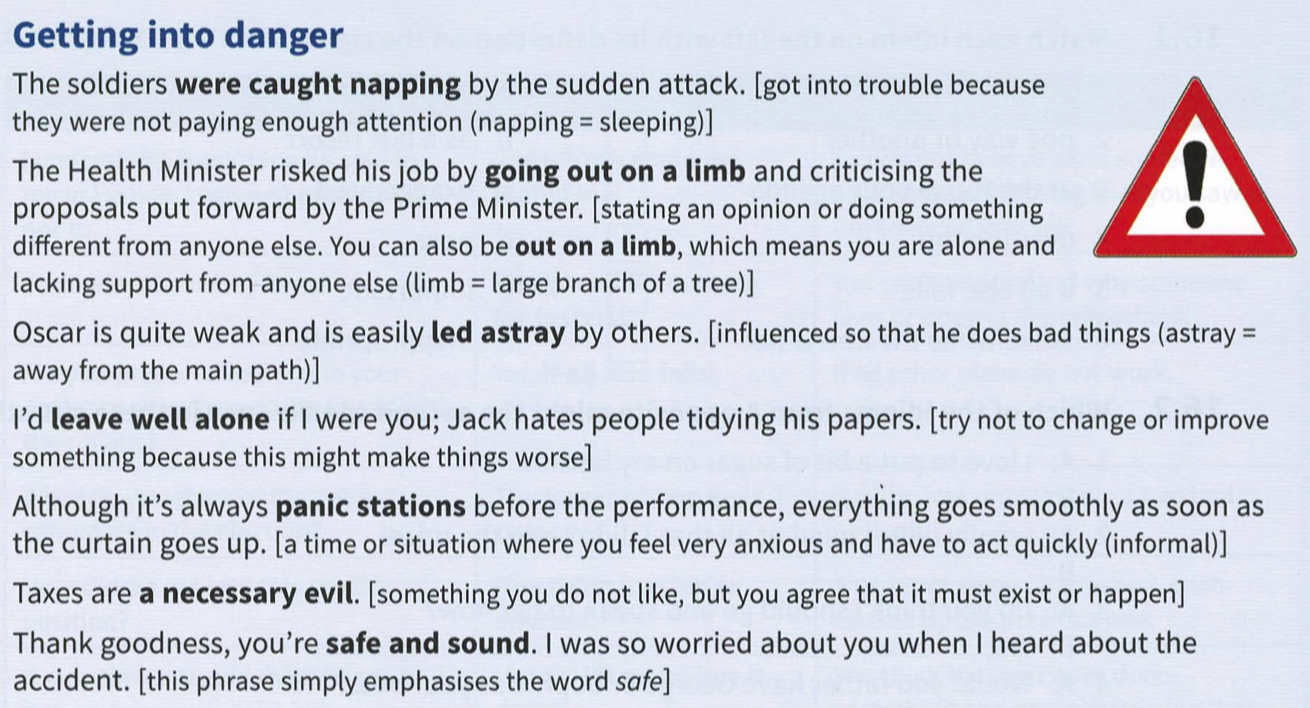 Getting into danger
The soldiers were caught napping by the sudden attack. [got into trouble because
they were not paying enough attention (napping = sleeping)]
The Health Minister risked his job by going out on a limb and criticising the
proposals put forward by the Prime Minister. [stating an opinion or doing something
different from anyone else. You can also be out on a limb, which means you are alone and
lacking support from anyone else (limb = large branch of a tree)]
Oscar is quite weak and is easily led astray by others. [influenced so that he does bad things (astray =
away from the main path)]
I'd leave well alone if I were you; Jack hates people tidying his papers. [try not to change or improve
something because this might make things worse]
Although it's always panic stations before the performance, everything goes smoothly as soon as
the curtain goes up. [a time or situation where you feel very anxious and have to act quickly (informal)]
Taxes are a necessary evil. [something you do not like, but you agree that it must exist or happen]
Thank goodness, you're safe and sound. I was so worried about you when I heard about the
accident. [this phrase simply emphasises the word safe]